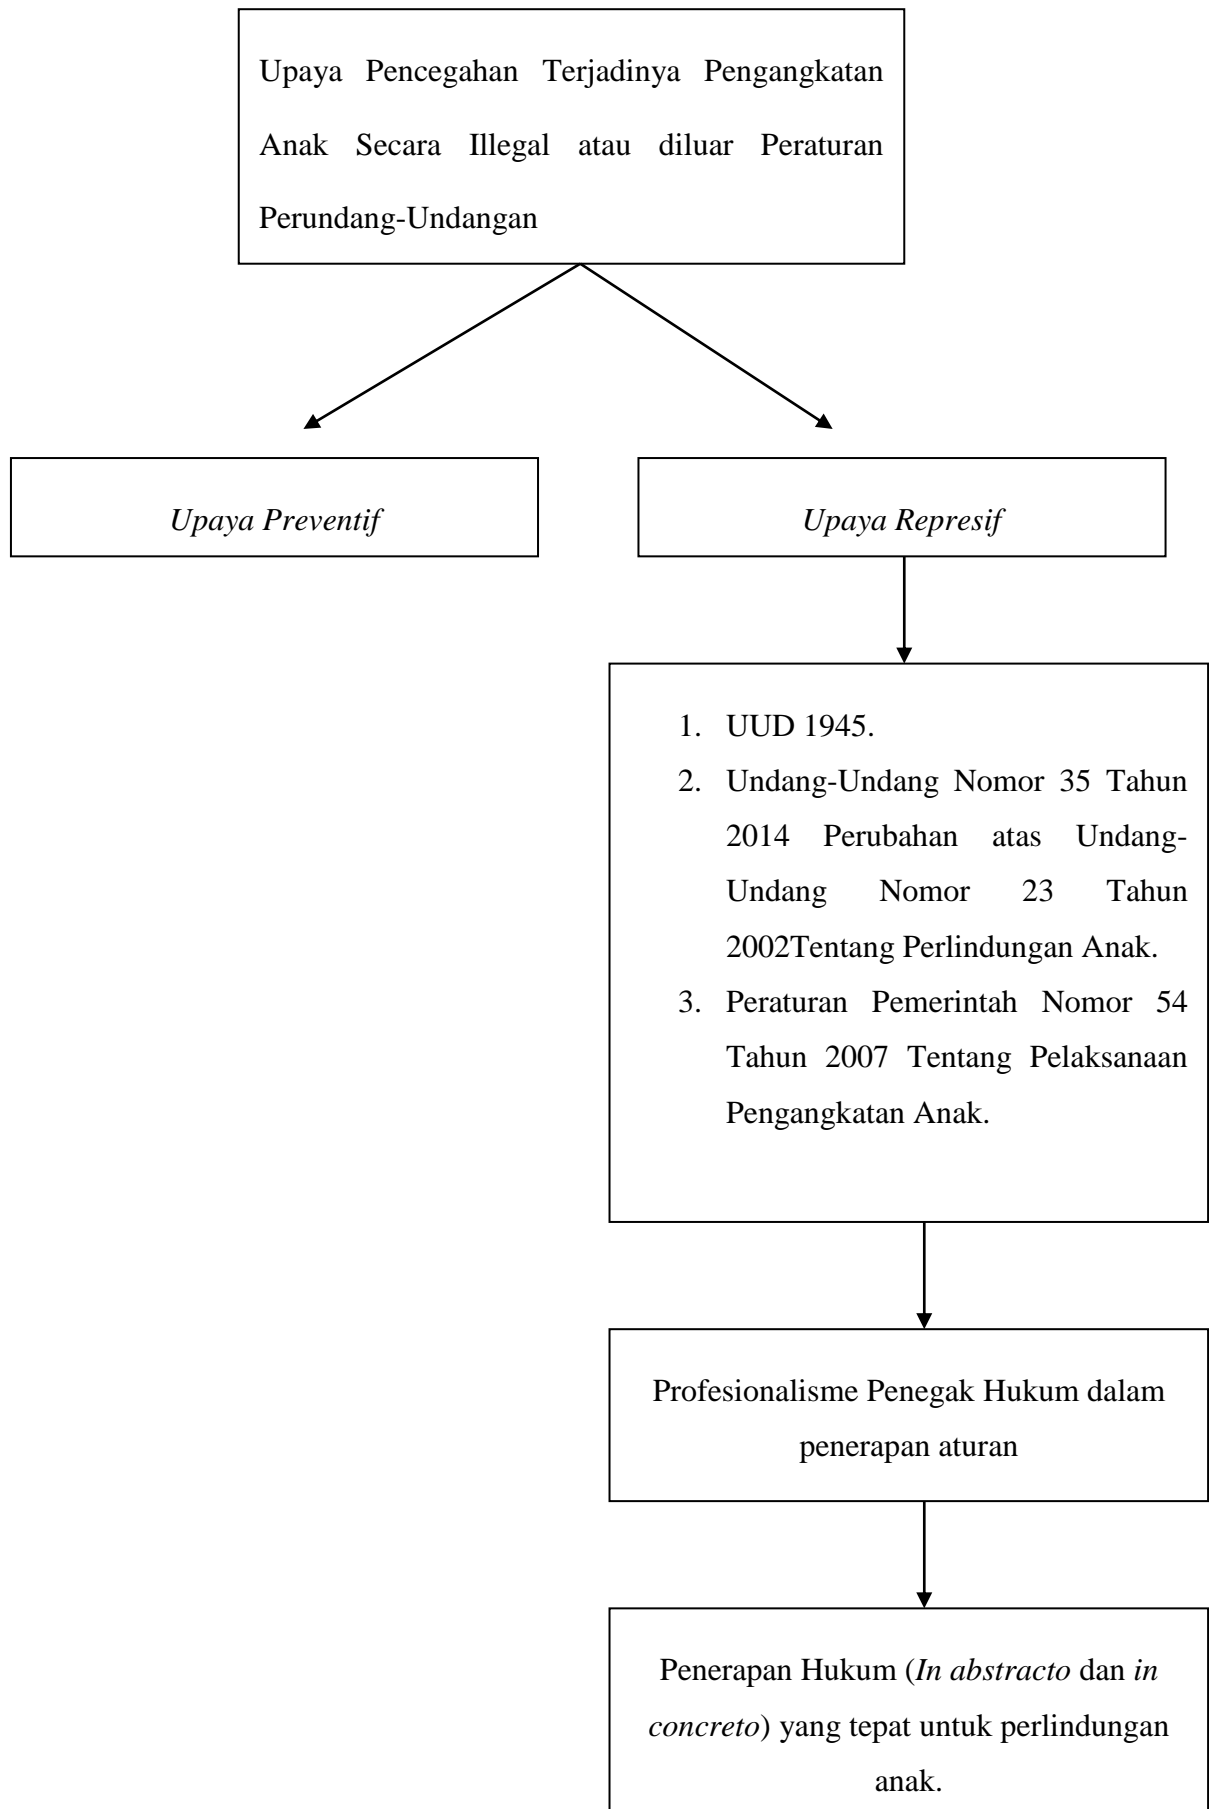 Upaya Pencegahan Terjadinya Pengangkatan
Anak Secara Illegal atau diluar Peraturan
Perundang-Undangan
Upaya Preventif
Upaya Represif
1. UUD 1945.
2. Undang-Undang Nomor 35 Tahun
2014 Perubahan atas Undang-
Undang Nomor 23 Tahun
2002Tentang Perlindungan Anak.
3. Peraturan Pemerintah Nomor 54
Tahun 2007 Tentang Pelaksanaan
Pengangkatan Anak.
Profesionalisme Penegak Hukum dalam
penerapan aturan
Penerapan Hukum (In abstracto dan in
concreto) yang tepat untuk perlindungan
anak.